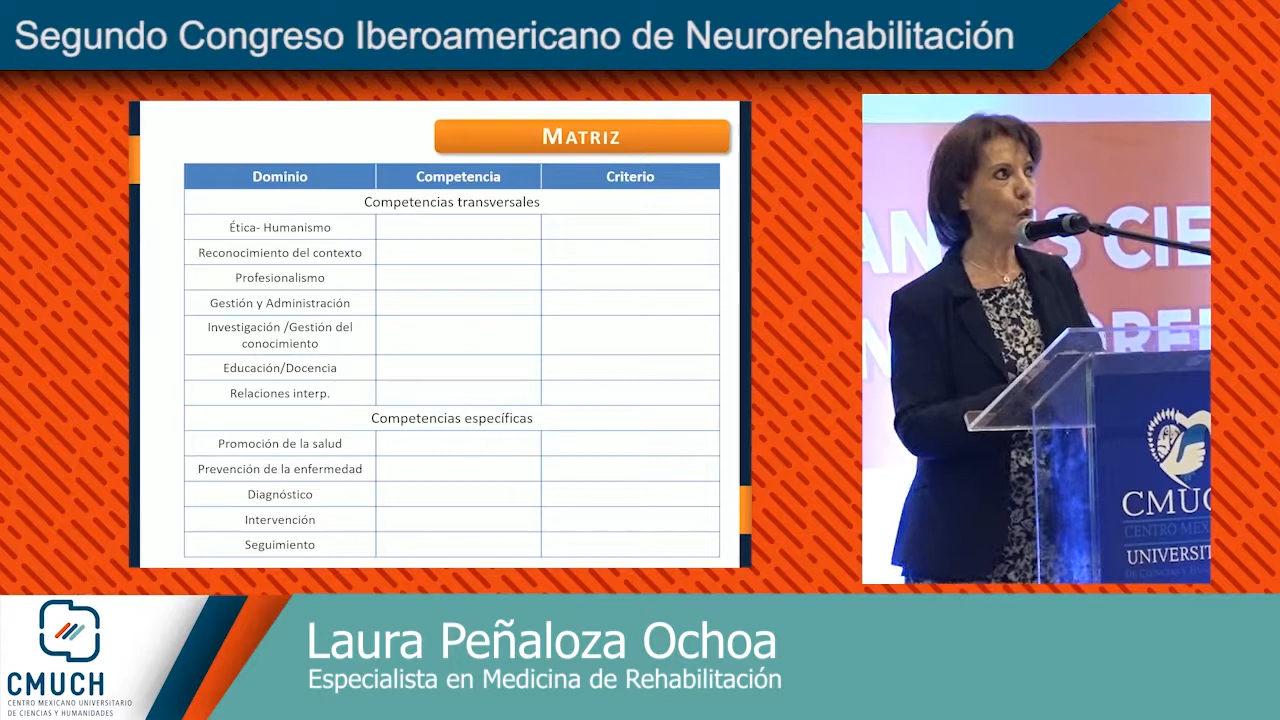 Segundo Congreso Iberoamericano de Neurorehabilitación
MATRIZ
Dominio Competencia Criterio
Competencias transversales
Ética- Humanismo
Reconocimiento del contexto
Profesionalismo
Gestión y Administración
Investigación /Gestión del
conocimiento
Educación/Docencia
Relaciones interp.
Competencias específicas
Promoción de la salud
Prevención de la enfermedad
Diagnóstico
Intervención
Seguimiento
CIE
CMUC
CENTRO MEX
UNIVERSIT
Laura Peñaloza Ochoa
Especialista en Medicina de Rehabilitación
CMUCH
CENTRO MEXICANO UNIVERSITARIO
DE CIENCIAS Y HUMANIDADES